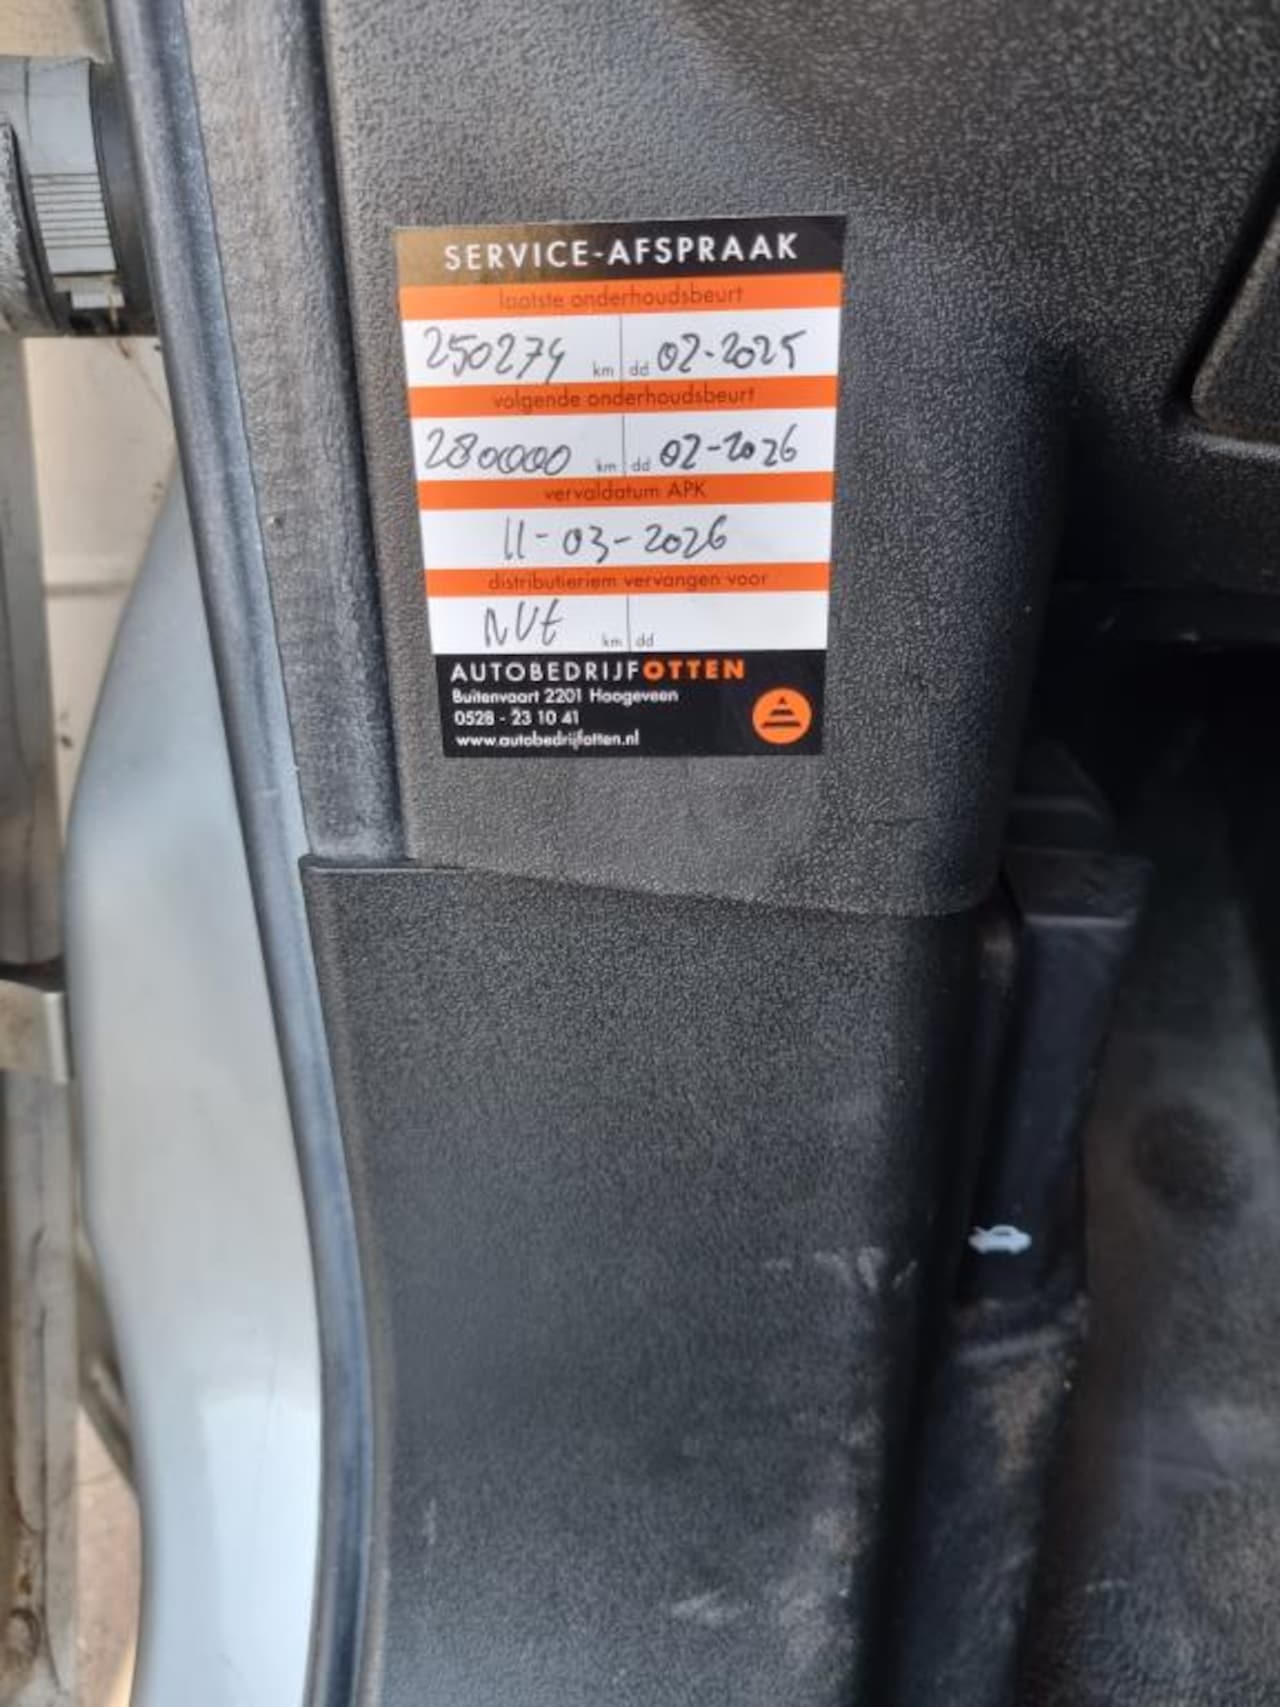 SERVICE-AFSPRAAK
laatste onderhoudsbeurt
250274 km dd 02-2025
volgende onderhoudsbeurt
280000 km dd 02-2026
vervaldatum APK
11-03-2026
distributieriem vervangen voor
NVt km dd
AUTOBEDRIJFOTTEN
Buitenvaart 2201 Hoogeveen
0528 - 23 10 41
www.autobedrijfotten.nl